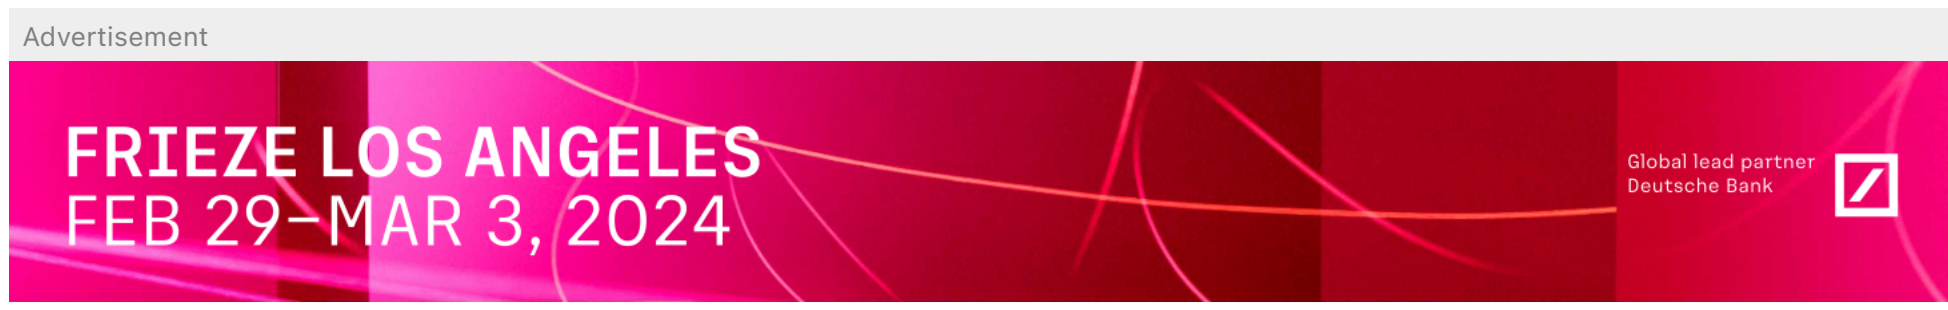 Advertisement
FRIEZE LOS ANGELES
FEB 29–MAR 3, 2024
Global lead partner
Deutsche Bank